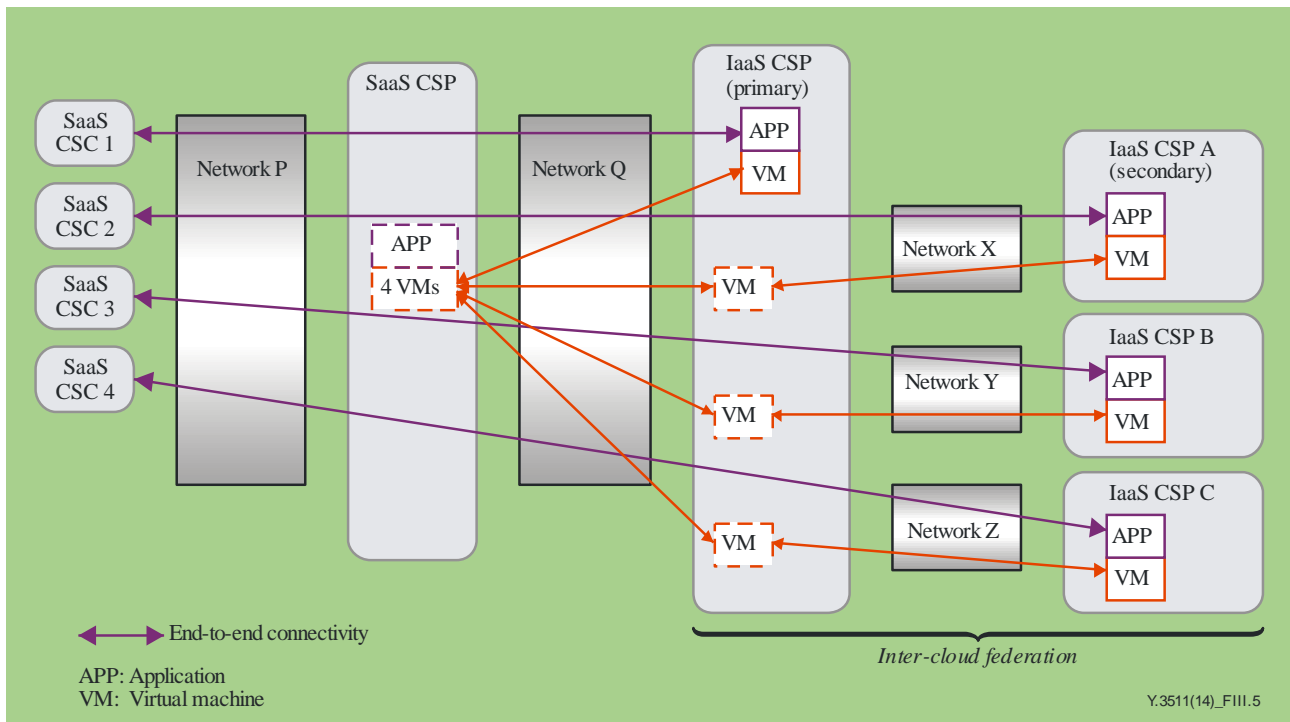 SaaS
CSC 1
SaaS
CSC 2
SaaS
CSC 3
SaaS
CSC 4
Network P
SaaS CSP
APP
4 VMs
Network Q
IaaS CSP
(primary)
APP
VM
VM
VM
VM
Network X
Network Y
Network Z
IaaS CSP A
(secondary)
APP
VM
IaaS CSP B
APP
VM
IaaS CSP C
APP
VM
End-to-end connectivity
APP: Application
VM: Virtual machine
Inter-cloud federation
Y.3511(14)_FIII.5